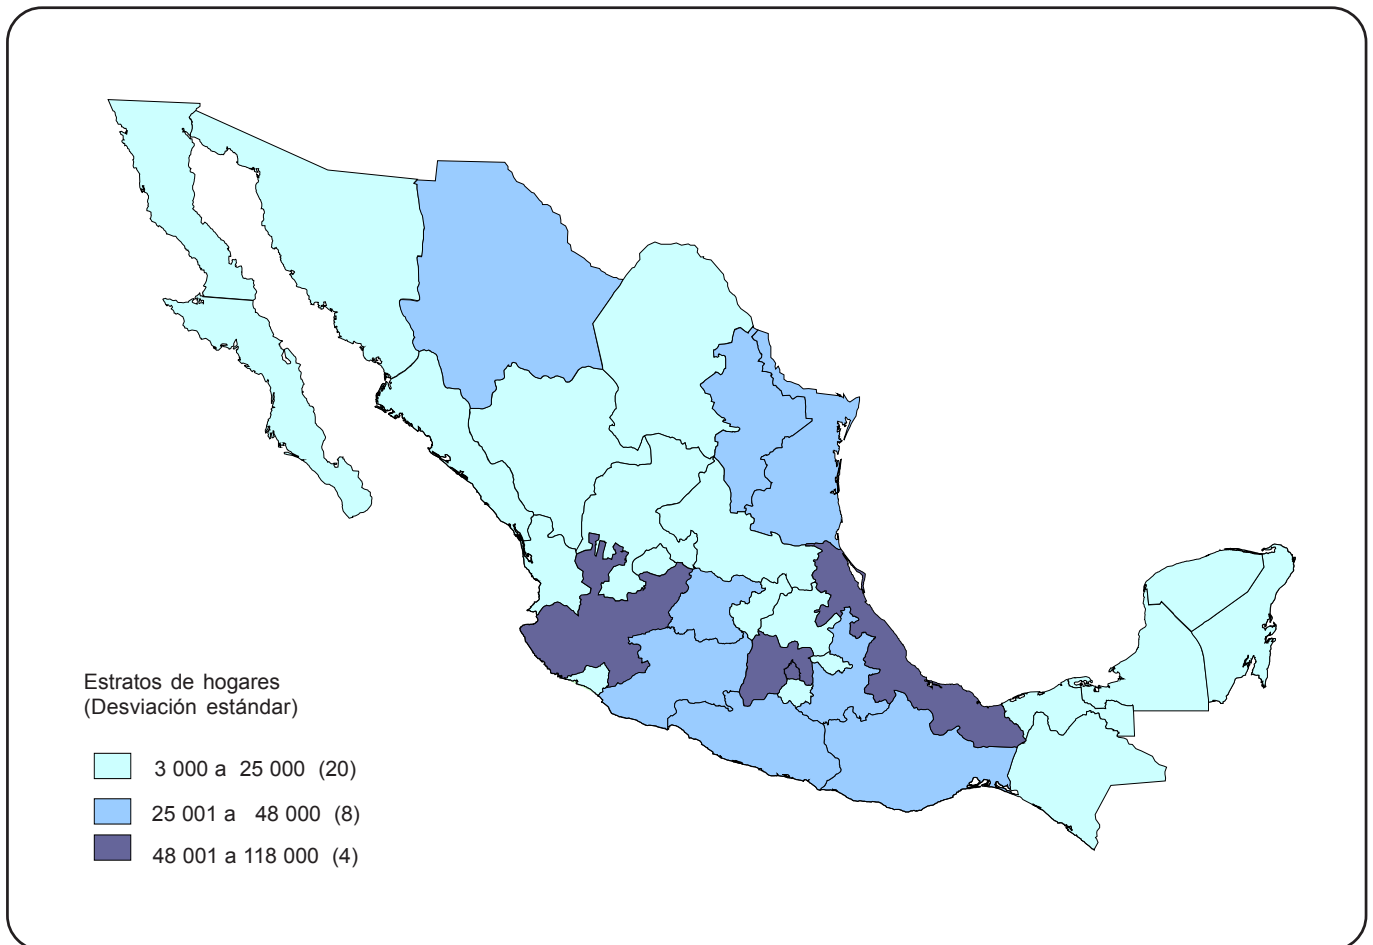 Estratos de hogares
(Desviación estándar)
3 000 a 25 000 (20)
25 001 a 48 000 (8)
48 001 a 118 000 (4)